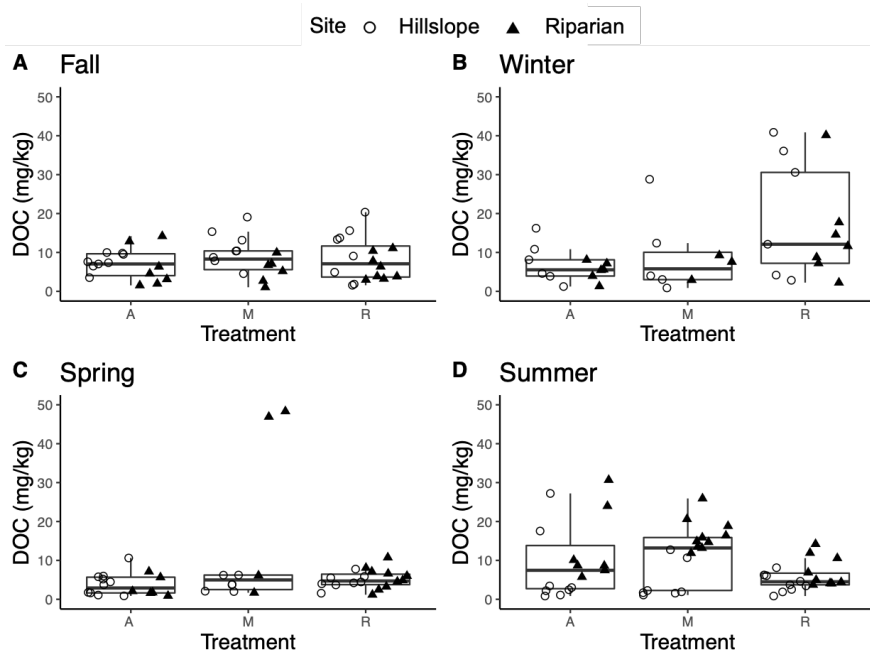 Site Hillslope Riparian
A Fall
50
40
30
20
10
0
DOC (mg/kg)
A M R
Treatment
B Winter
50
40
30
20
10
0
DOC (mg/kg)
A M R
Treatment
C Spring
50
40
30
20
10
0
DOC (mg/kg)
A M R
Treatment
D Summer
50
40
30
20
10
0
DOC (mg/kg)
A M R
Treatment